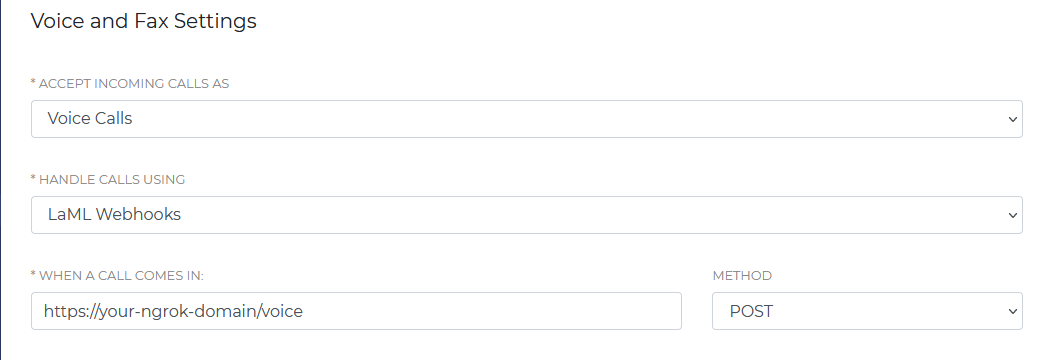 Voice and Fax Settings
* ACCEPT INCOMING CALLS AS
Voice Calls
* HANDLE CALLS USING
LaML Webhooks
* WHEN A CALL COMES IN:
METHOD
https://your-ngrok-domain/voice
POST